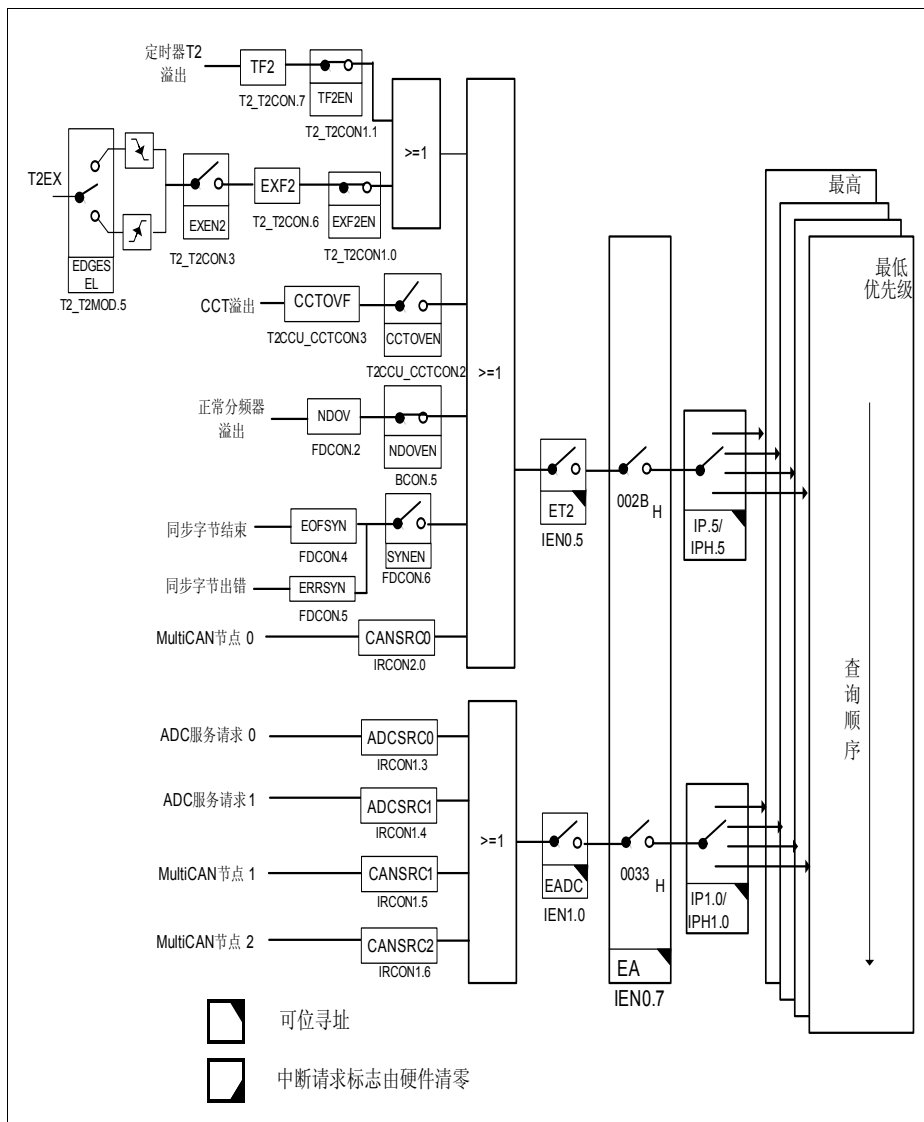 定时器T2
溢出
TF2
T2_T2CON.7
TF2EN
T2_T2CON1.1
>=1
T2EX
EDGES
EL
T2_T2MOD.5
EXEN2
T2_T2CON.3
EXF2
T2_T2CON.6
EXF2EN
T2_T2CON1.0
CCT溢出
CCTOVF
T2CCU_CCTCON.3
CCTOVEN
T2CCU_CCTCON.2
>=1
正常分频器
溢出
NDOV
FDCON.2
NDOVEN
BCON.5
同步字节结束
EOFSYN
FDCON.4
SYNEN
FDCON.6
同步字节出错
ERRSYN
FDCON.5
MultiCAN节点 0
CANSRC0
IRCON2.0
ET2
IEN0.5
002B H
IP.5/
IPH.5
最高
最低
优先级
查询顺序
ADC服务请求 0
ADCSRC0
IRCON1.3
ADC服务请求 1
ADCSRC1
IRCON1.4
MultiCAN节点 1
CANSRC1
IRCON1.5
MultiCAN节点 2
CANSRC2
IRCON1.6
>=1
EADC
IEN1.0
0033 H
IP1.0/
IPH1.0
EA
IEN0.7
可位寻址
中断请求标志由硬件清零